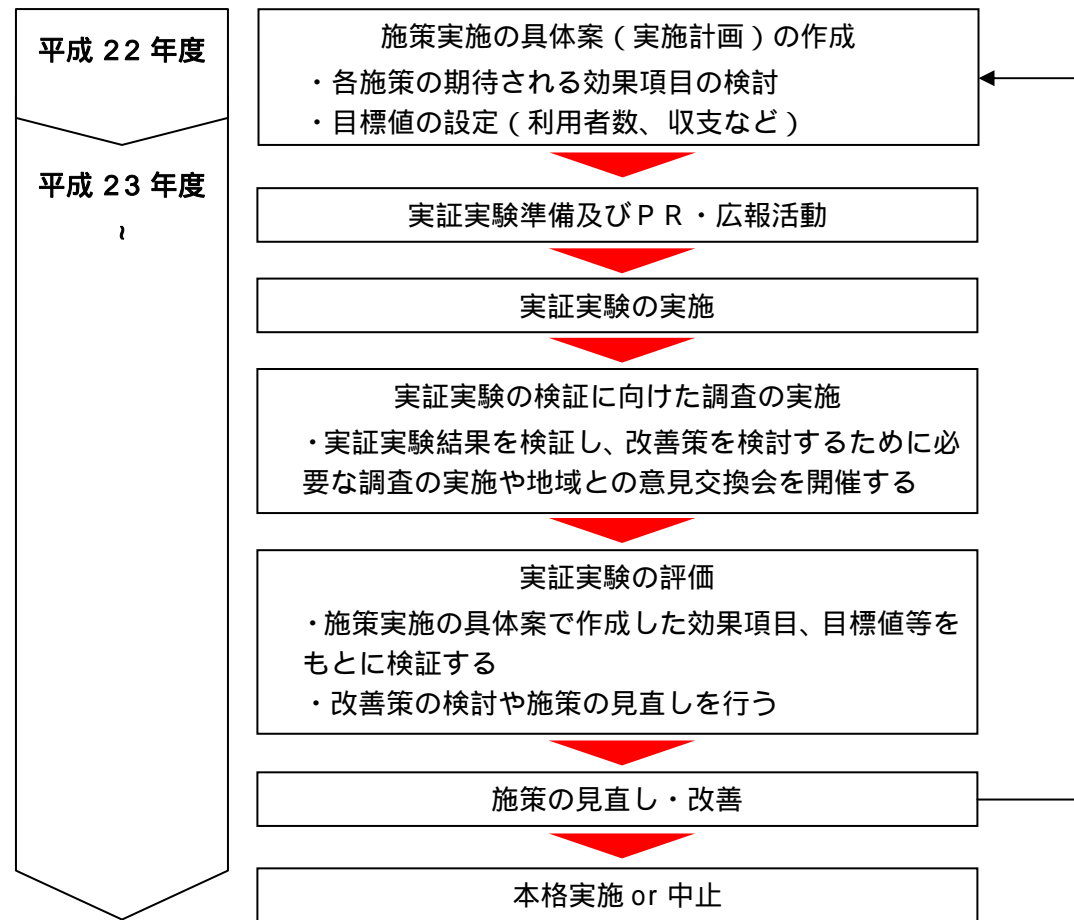 平成 22 年度
平成 23 年度
~
施策実施の具体案(実施計画)の作成
・各施策の期待される効果項目の検討
・目標値の設定(利用者数、収支など)
実証実験準備及びPR・広報活動
実証実験の実施
実証実験の検証に向けた調査の実施
・実証実験結果を検証し、改善策を検討するために必
要な調査の実施や地域との意見交換会を開催する
実証実験の評価
・施策実施の具体案で作成した効果項目、目標値等を
もとに検証する
・改善策の検討や施策の見直しを行う
施策の見直し・改善
本格実施 or 中止